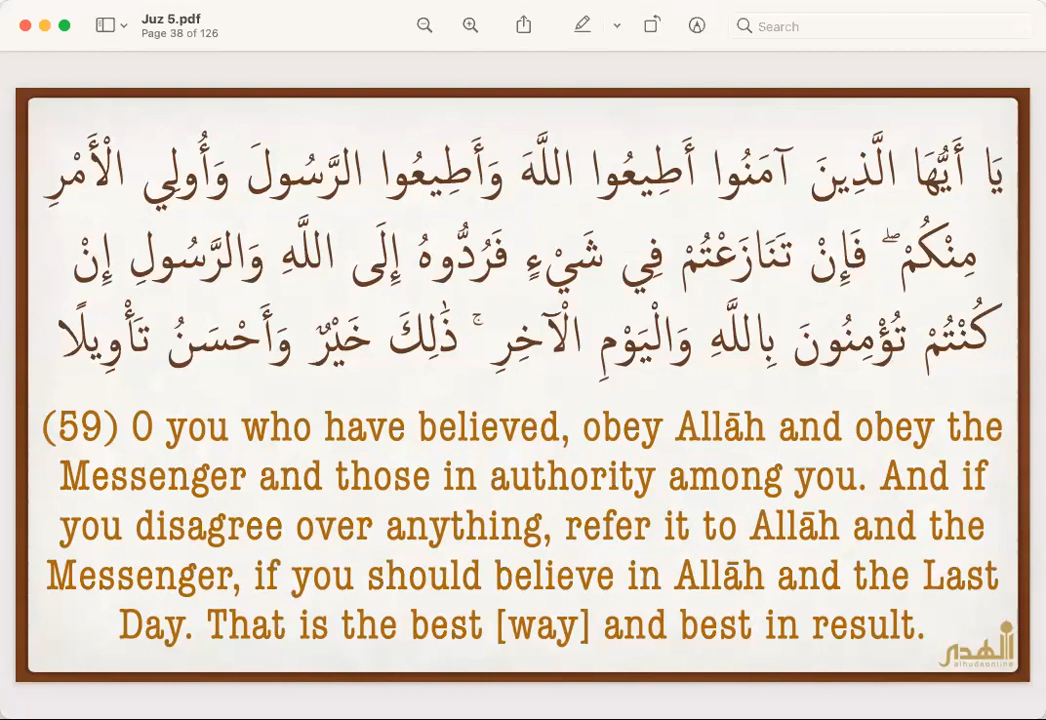 Juz 5.pdf
Page 38 of 126
Search
يَا أَيُّهَا الَّذِينَ آمَنُوا أَطِيعُوا اللَّهَ وَأَطِيعُوا الرَّسُولَ وَأُولِي الْأَمْرِ
مِنْكُمْ ۖ فَإِنْ تَنَازَعْتُمْ فِي شَيْءٍ فَرُدُّوهُ إِلَى اللَّهِ وَالرَّسُولِ إِنْ
كُنْتُمْ تُؤْمِنُونَ بِاللَّهِ وَالْيَوْمِ الْآخِرِ ۚ ذَٰلِكَ خَيْرٌ وَأَحْسَنُ تَأْوِيلًا
(59) O you who have believed, obey Allāh and obey the
Messenger and those in authority among you. And if
you disagree over anything, refer it to Allāh and the
Messenger, if you should believe in Allāh and the Last
Day. That is the best [way] and best in result.
الهدى
alhudaonline